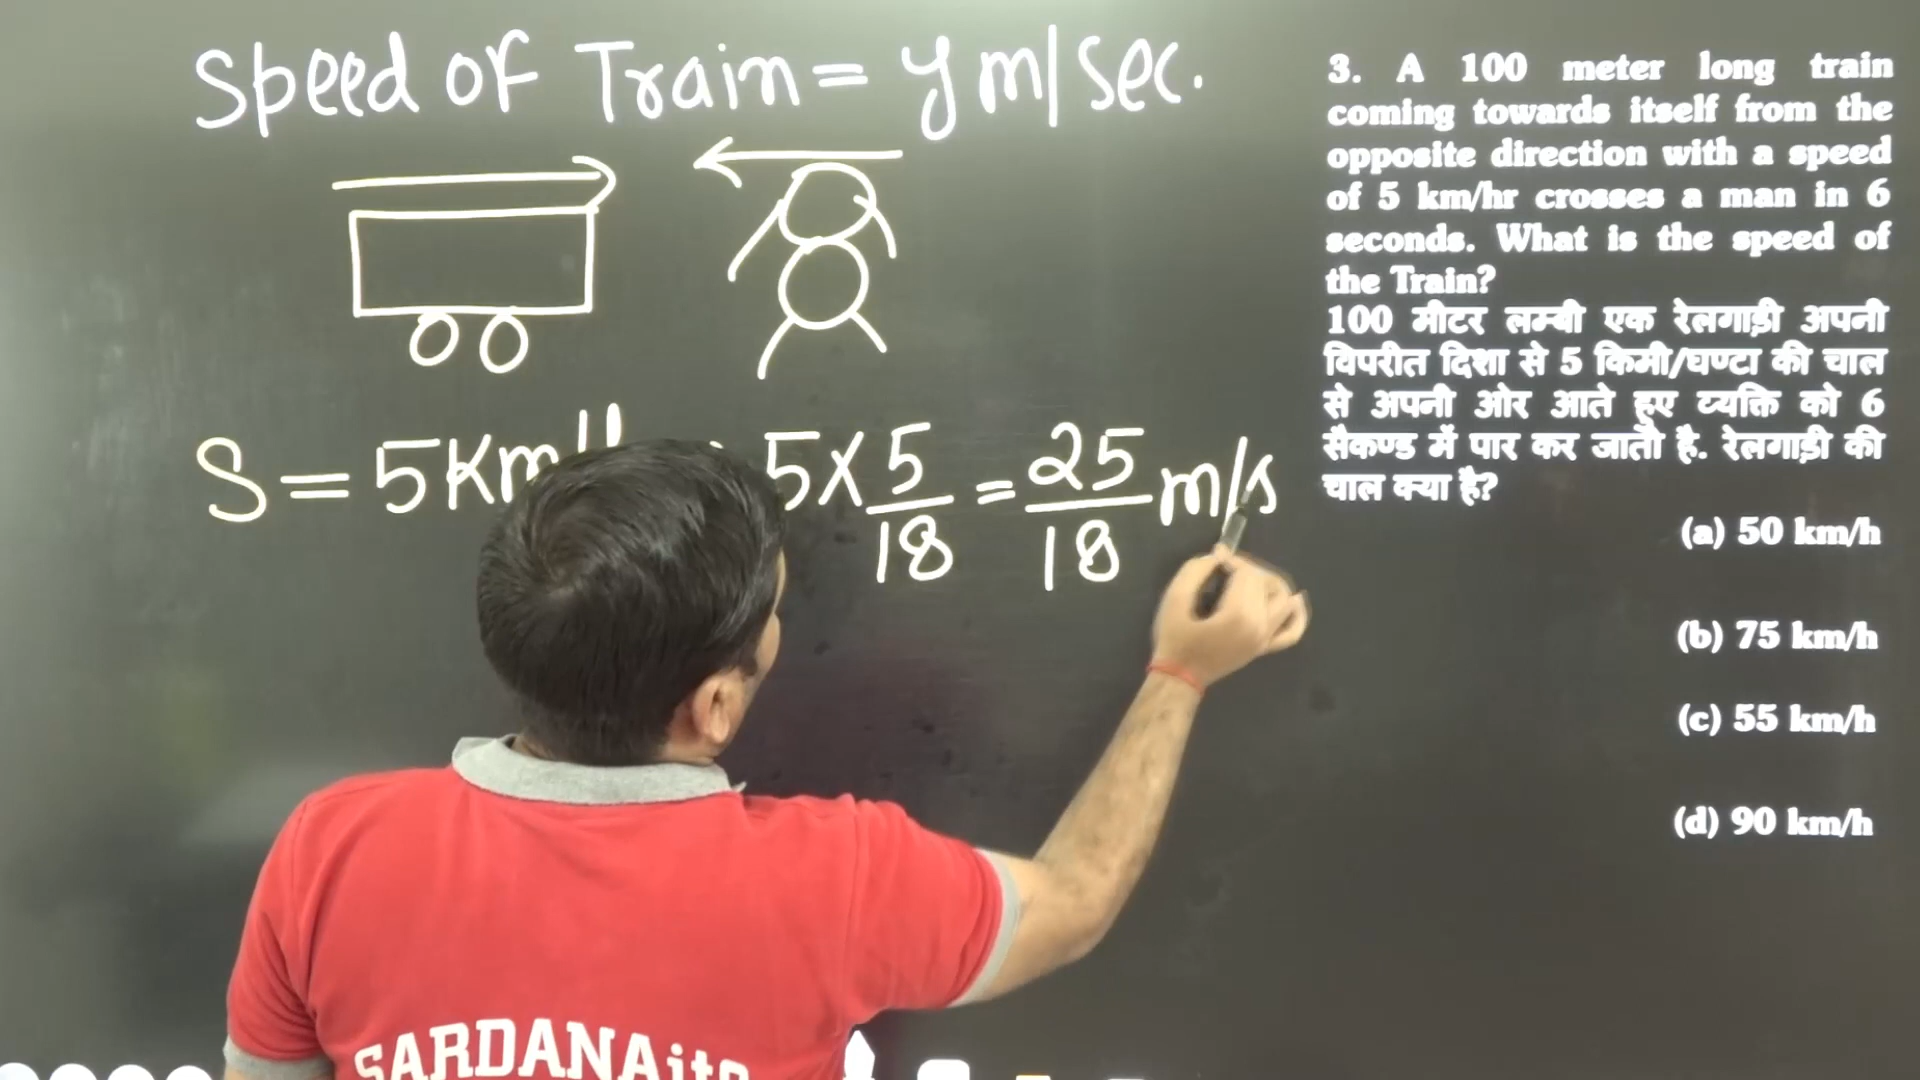 Speed of Train = y m/sec.
S = 5 Km 5 × 5/18 = 25/18 m/s
3. A 100 meter long train
coming towards itself from the
opposite direction with a speed
of 5 km/hr crosses a man in 6
seconds. What is the speed of
the Train?
100 मीटर लम्बी एक रेलगाड़ी अपनी
विपरीत दिशा से 5 किमी/घण्टा की चाल
से अपनी ओर आते हुए व्यक्ति को 6
सैकण्ड में पार कर जाती है. रेलगाड़ी की
चाल क्या है?
(a) 50 km/h
(b) 75 km/h
(c) 55 km/h
(d) 90 km/h